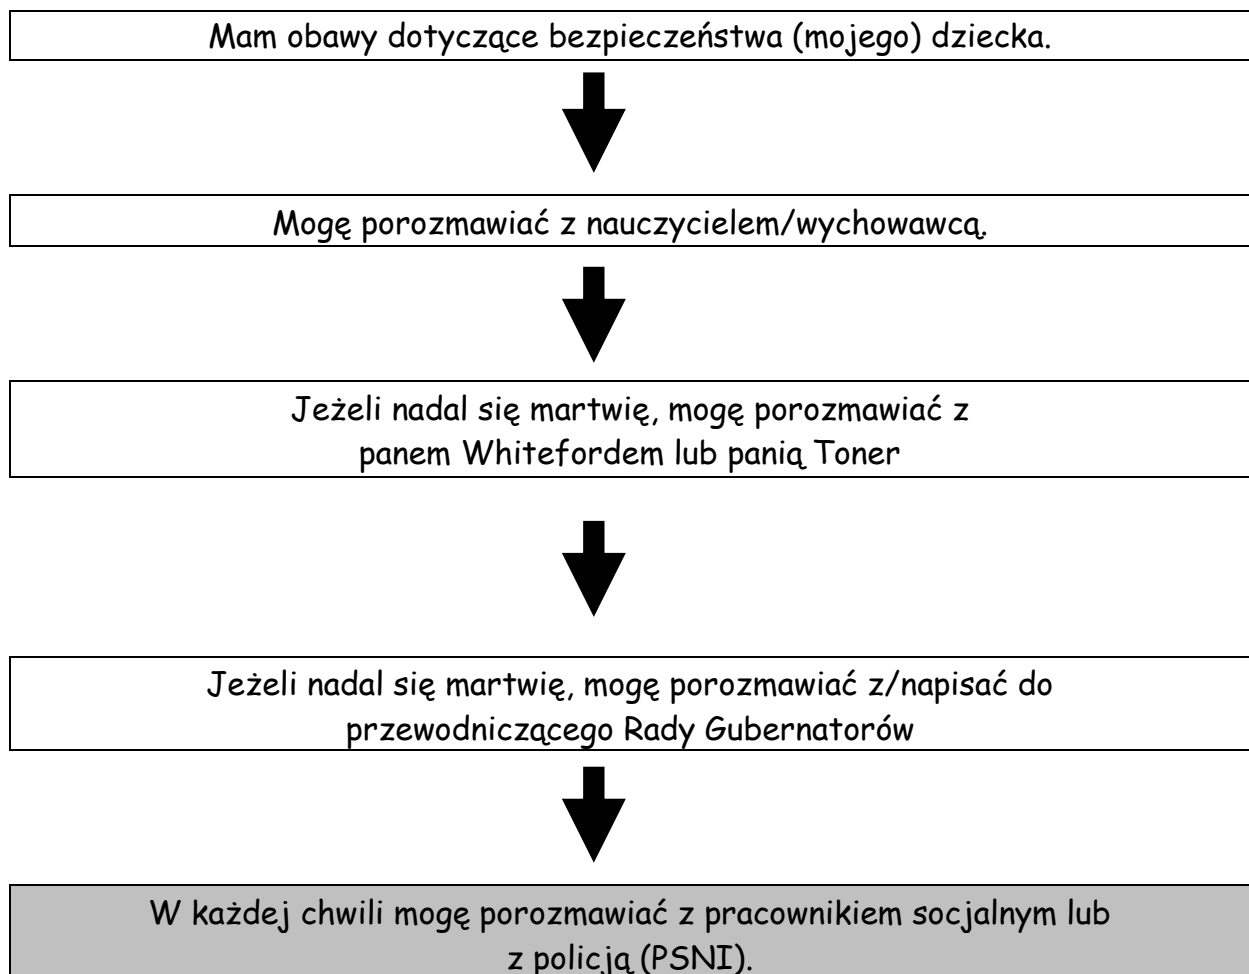 Mam obawy dotyczące bezpieczeństwa (mojego) dziecka.
Mogę porozmawiać z nauczycielem/wychowawcą.
Jeżeli nadal się martwię, mogę porozmawiać z
panem Whitefordem lub panią Toner
Jeżeli nadal się martwię, mogę porozmawiać z/napisać do
przewodniczącego Rady Gubernatorów
W każdej chwili mogę porozmawiać z pracownikiem socjalnym lub
z policją (PSNI).